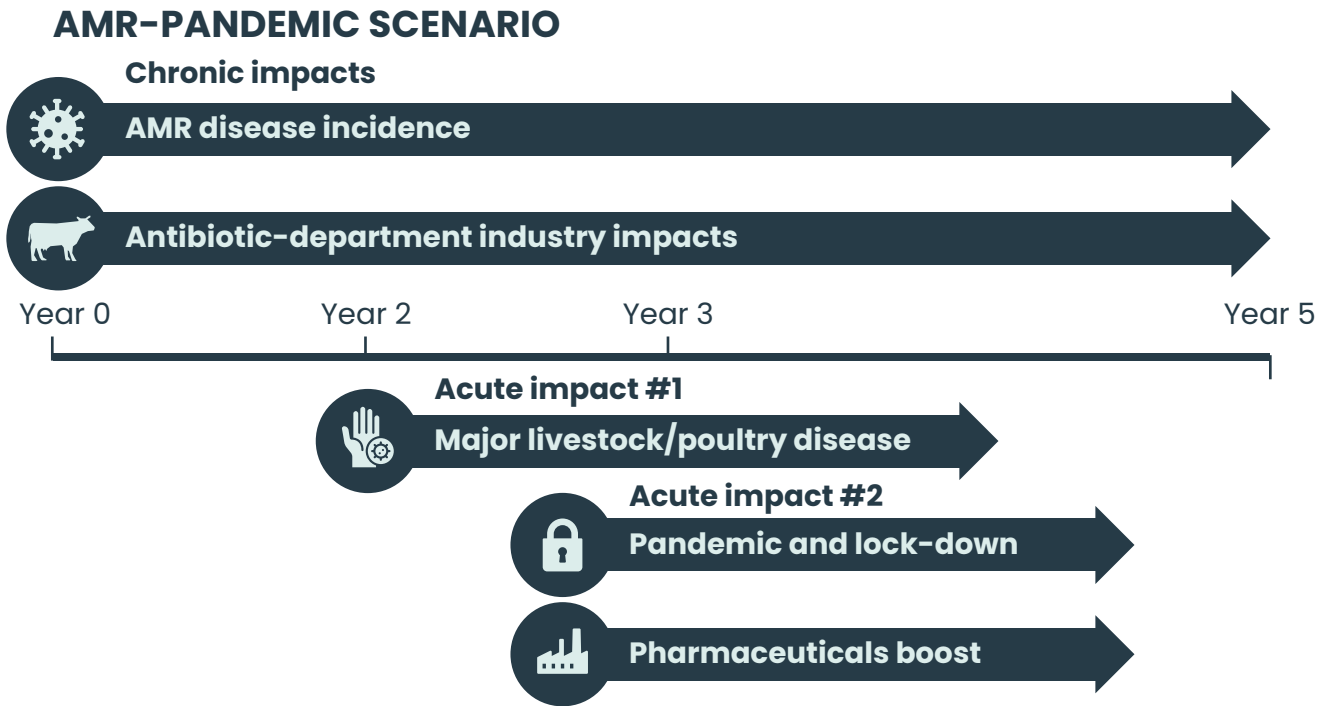 AMR-PANDEMIC SCENARIO
Chronic impacts
AMR disease incidence
Antibiotic-department industry impacts
Year 0
Year 2
Year 3
Year 5
Acute impact #1
Major livestock/poultry disease
Acute impact #2
Pandemic and lock-down
Pharmaceuticals boost